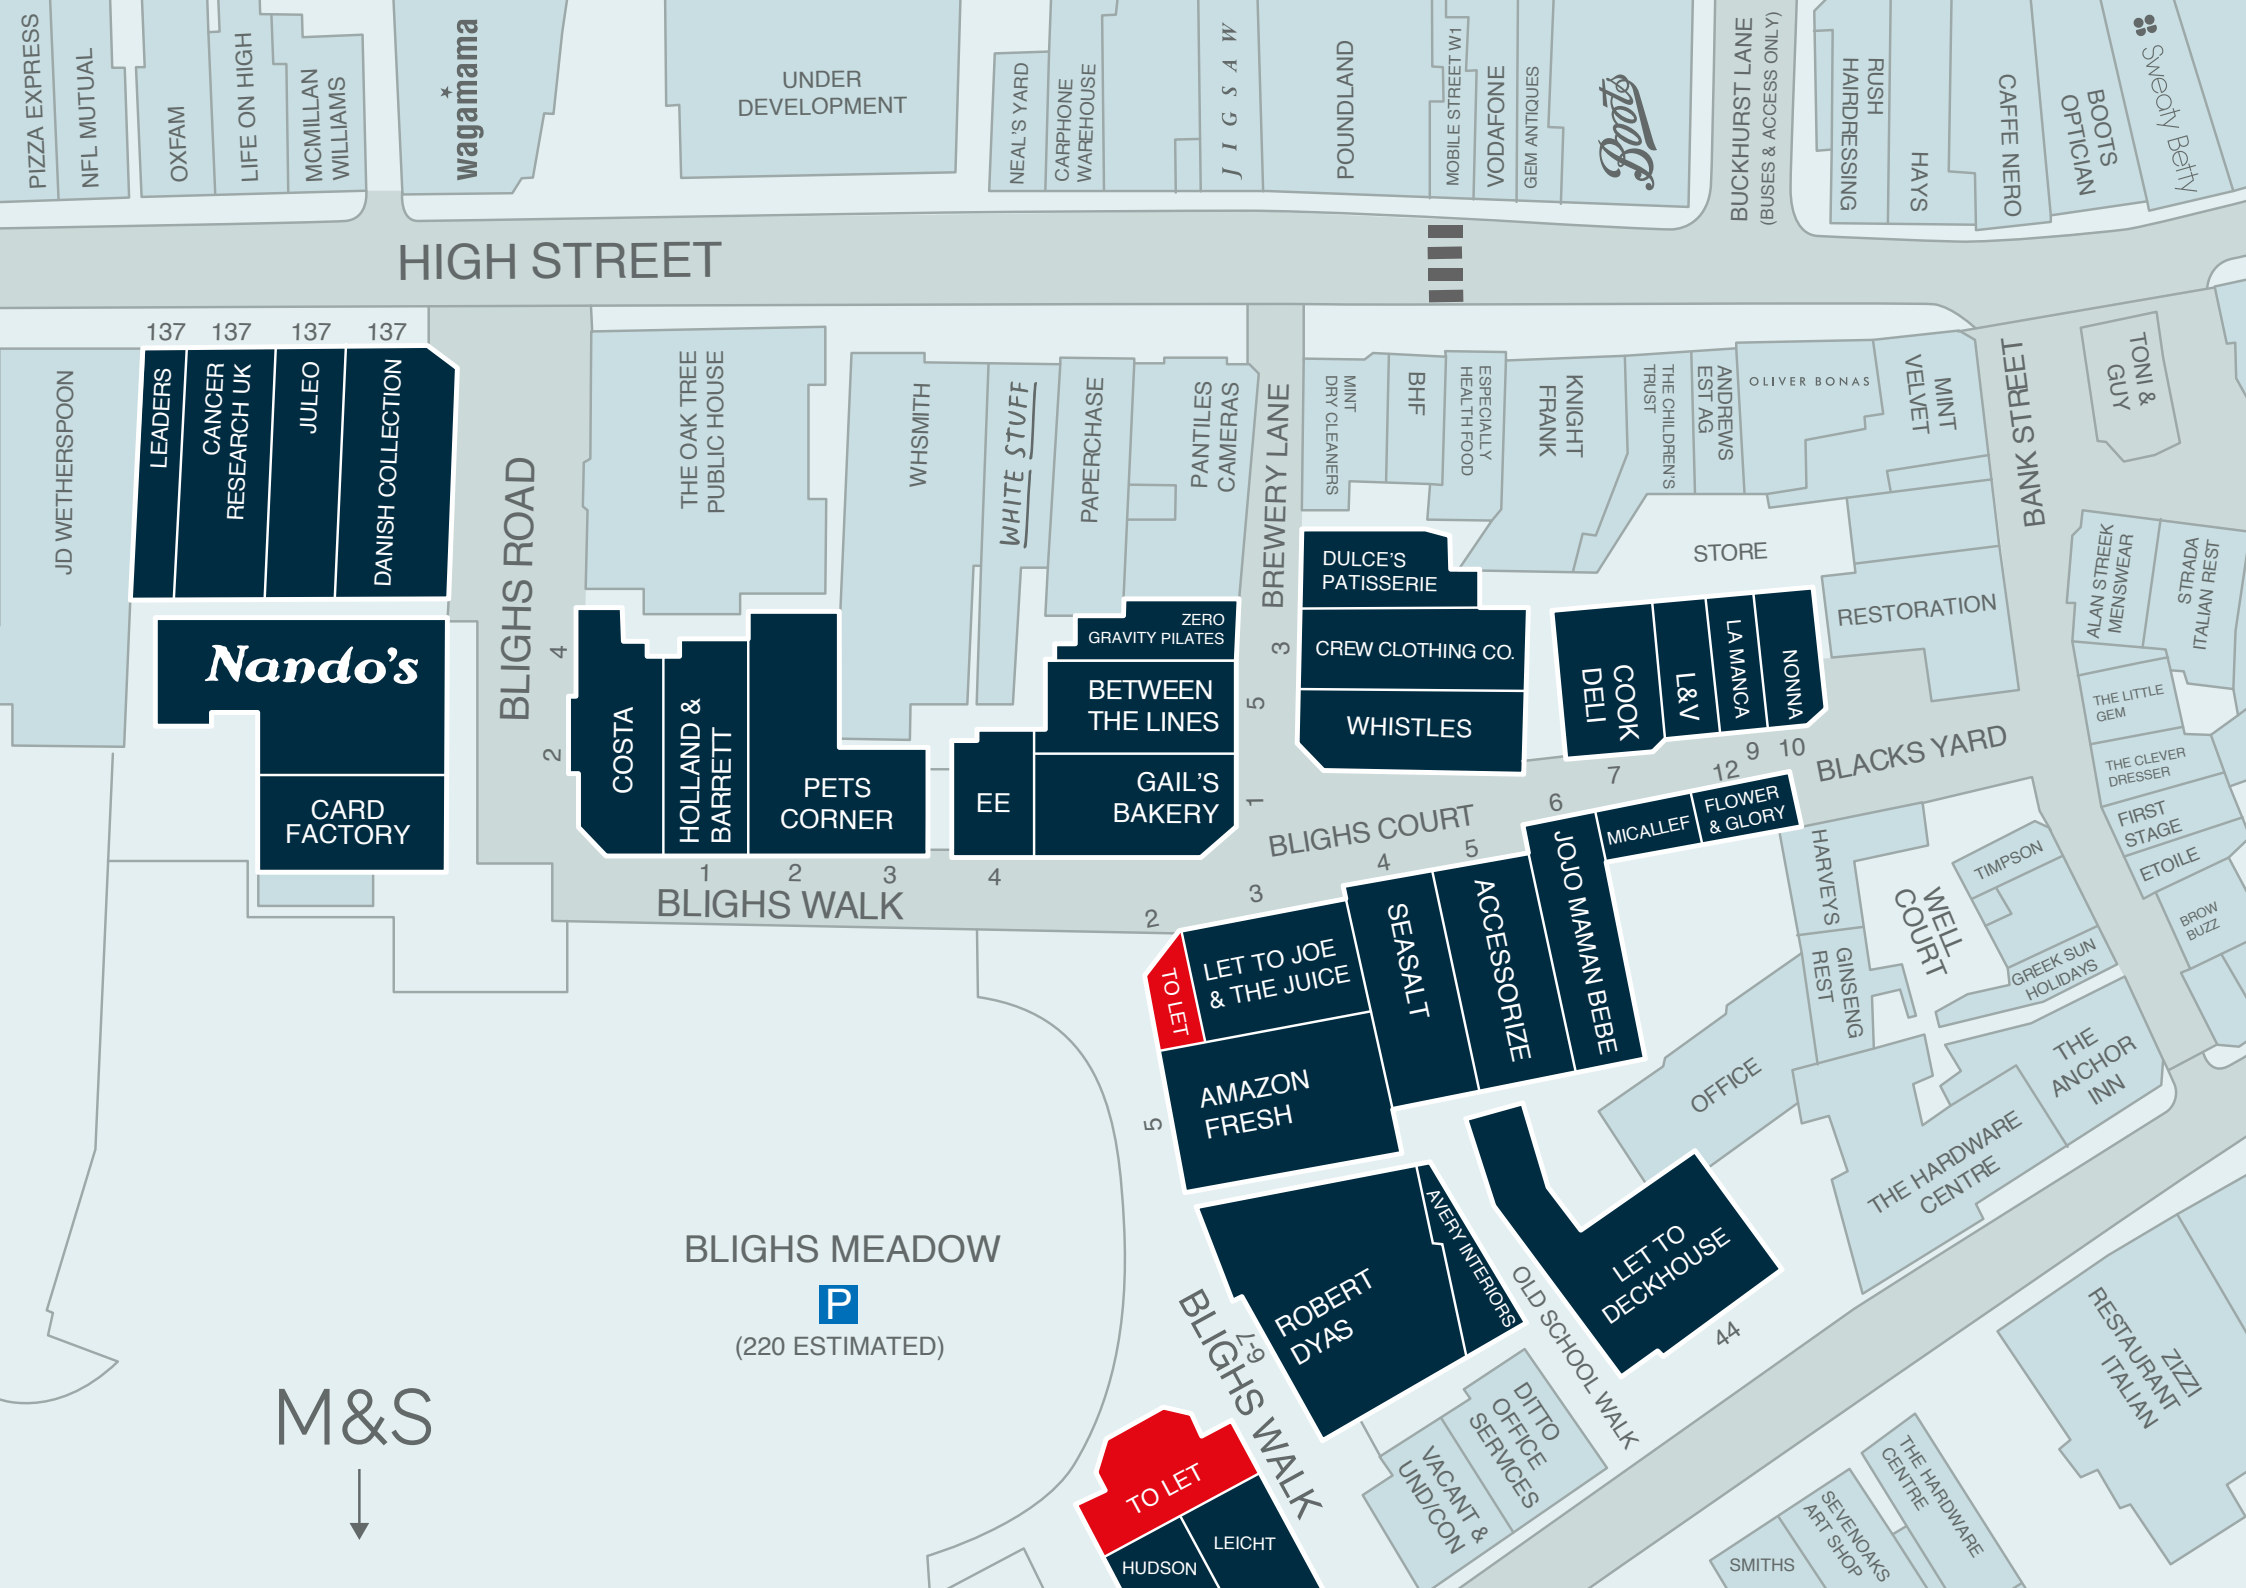 PIZZA EXPRESS
NFL MUTUAL
OXFAM
LIFE ON HIGH
MCMILLAN
WILLIAMS
wagamama
UNDER
DEVELOPMENT
NEAL'S YARD
CARPHONE
WAREHOUSE
JIGSAW
POUNDLAND
MOBILE STREET W1
VODAFONE
GEM ANTIQUES
Boots
BUCKHURST LANE
(BUSES & ACCESS ONLY)
RUSH
HAIRDRESSING
HAYS
CAFFE NERO
BOOTS
OPTICIAN
Sweaty Betty
HIGH STREET
137
137
137
137
JD WETHERSPOON
LEADERS
CANCER
RESEARCH UK
JULEO
DANISH COLLECTION
BLIGHS ROAD
THE OAK TREE
PUBLIC HOUSE
WHSMITH
WHITE STUFF
PAPERCHASE
PANTILES
CAMERAS
BREWERY LANE
MINT
DRY CLEANERS
BHF
ESPECIALLY
HEALTH FOOD
KNIGHT
FRANK
THE CHILDREN'S
TRUST
ANDREWS
EST AG
OLIVER BONAS
MINT
VELVET
BANK STREET
TONI &
GUY
STORE
RESTORATION
ALAN STREEK
MENSWEAR
STRADA
ITALIAN REST
Nando's
CARD
FACTORY
4
2
COSTA
HOLLAND &
BARRETT
PETS
CORNER
EE
ZERO
GRAVITY PILATES
BETWEEN
THE LINES
GAIL'S
BAKERY
3
5
1
DULCE'S
PATISSERIE
CREW CLOTHING CO.
WHISTLES
COOK
DELI
L&V
LA MANCA
NONNA
7
12
9
10
BLACKS YARD
THE LITTLE
GEM
THE CLEVER
DRESSER
FIRST
STAGE
ETOILE
BROW
BUZZ
1
2
3
4
BLIGHS WALK
BLIGHS COURT
2
3
4
5
6
TO LET
LET TO JOE
& THE JUICE
SEASALT
ACCESSORIZE
JOJO MAMAN BEBE
MICALLEF
FLOWER
& GLORY
HARVEYS
GINSENG
REST
WELL
COURT
TIMPSON
GREEK SUN
HOLIDAYS
THE
ANCHOR
INN
OFFICE
THE HARDWARE
CENTRE
AMAZON
FRESH
5
BLIGHS MEADOW
P
(220 ESTIMATED)
M&S
ROBERT
DYAS
AVERY INTERIORS
6-7
BLIGHS WALK
LET TO
DECKHOUSE
44
OLD SCHOOL WALK
DITTO
OFFICE
SERVICES
VACANT &
UND/CON
TO LET
HUDSON
LEICHT
ZIZZI
RESTAURANT
ITALIAN
THE HARDWARE
CENTRE
SEVENOAKS
ART SHOP
SMITHS